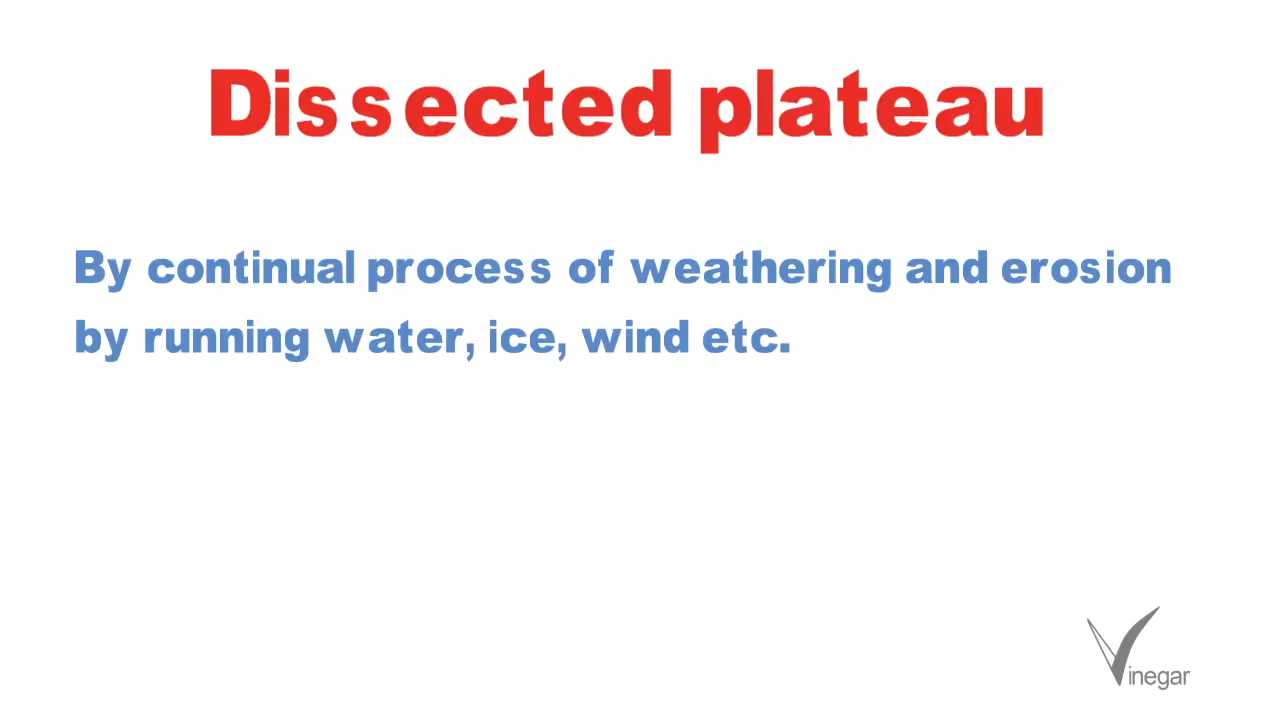 Dissected plateau
By continual process of weathering and erosion
by running water, ice, wind etc.
Vinegar